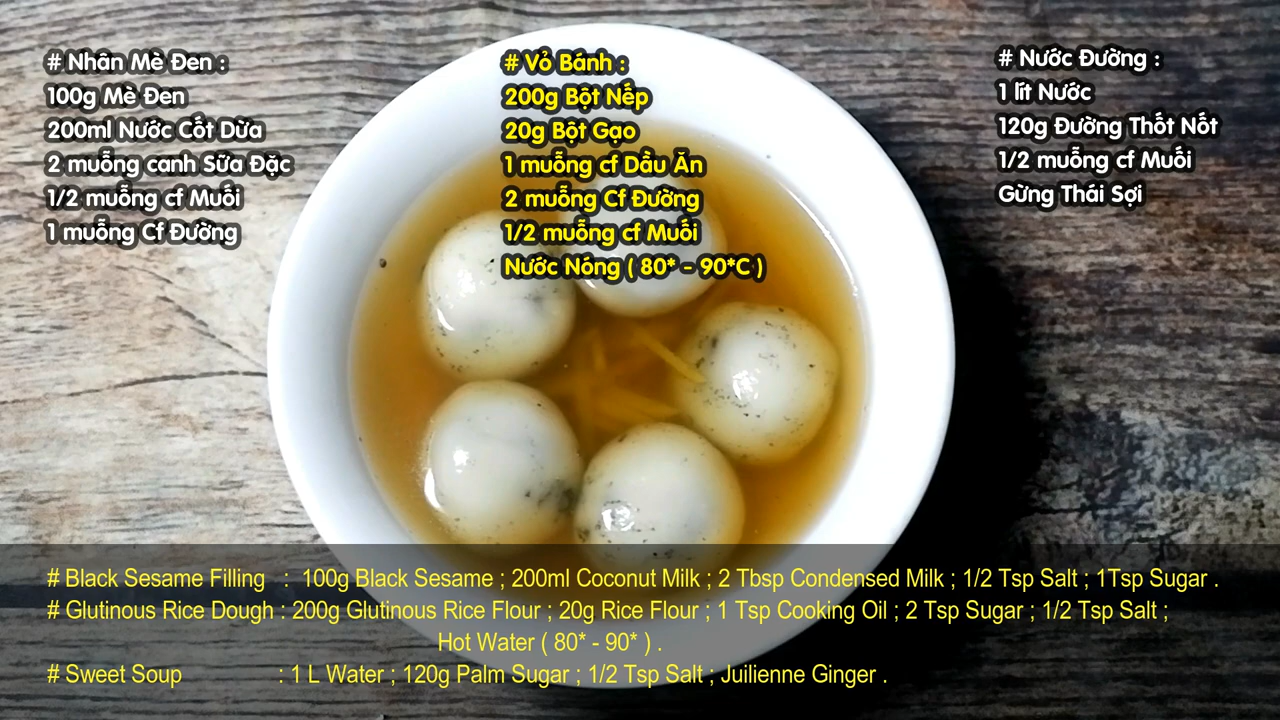 # Nhân Mè Đen :
100g Mè Đen
200ml Nước Cốt Dừa
2 muỗng canh Sữa Đặc
1/2 muỗng cf Muối
1 muỗng Cf Đường
# Vỏ Bánh :
200g Bột Nếp
20g Bột Gạo
1 muỗng cf Dầu Ăn
2 muỗng Cf Đường
1/2 muỗng cf Muối
Nước Nóng ( 80* - 90*C )
# Nước Đường :
1 lít Nước
120g Đường Thốt Nốt
1/2 muỗng cf Muối
Gừng Thái Sợi
# Black Sesame Filling : 100g Black Sesame ; 200ml Coconut Milk ; 2 Tbsp Condensed Milk ; 1/2 Tsp Salt ; 1Tsp Sugar .
# Glutinous Rice Dough : 200g Glutinous Rice Flour ; 20g Rice Flour ; 1 Tsp Cooking Oil ; 2 Tsp Sugar ; 1/2 Tsp Salt ;
Hot Water ( 80* - 90* ) .
# Sweet Soup : 1 L Water ; 120g Palm Sugar ; 1/2 Tsp Salt ; Juilienne Ginger .